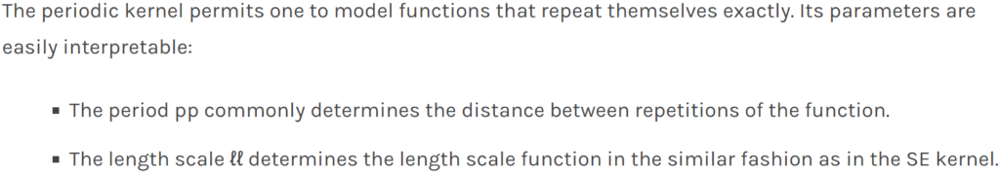 The periodic kernel permits one to model functions that repeat themselves exactly. Its parameters are
easily interpretable:
▪ The period pp commonly determines the distance between repetitions of the function.
▪ The length scale ℓℓ determines the length scale function in the similar fashion as in the SE kernel.